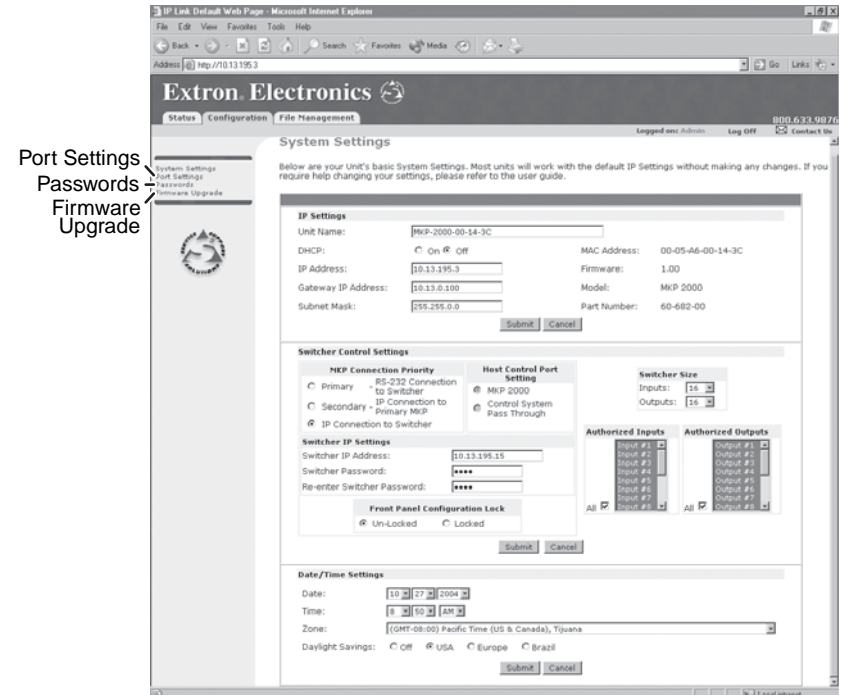 IP Link Default Web Page - Microsoft Internet Explorer
File Edit View Favorites Tools Help
Back Search Favorites Media
Address http://10.13.195.3 Go Links
Extron Electronics
Status Configuration File Management
800.633.9876
Logged on: Admin Log Off Contact Us
Port Settings
Passwords
Firmware
Upgrade
System Settings
Port Settings
Passwords
Firmware Upgrade
System Settings
Below are your Unit's basic System Settings. Most units will work with the default IP Settings without making any changes. If you
require help changing your settings, please refer to the user guide.
IP Settings
Unit Name: MKP-2000-00-14-3C
DHCP: On Off MAC Address: 00-05-A6-00-14-3C
IP Address: 10.13.195.3 Firmware: 1.00
Gateway IP Address: 10.13.0.100 Model: MKP 2000
Subnet Mask: 255.255.0.0 Part Number: 60-682-00
Submit Cancel
Switcher Control Settings
MKP Connection Priority
Primary - RS-232 Connection
to Switcher
Secondary - IP Connection to
Primary MKP
IP Connection to Switcher
Host Control Port
Setting
MKP 2000
Control System
Pass Through
Switcher Size
Inputs: 16
Outputs: 16
Switcher IP Settings
Switcher IP Address: 10.13.195.15
Switcher Password: ••••
Re-enter Switcher Password: ••••
Authorized Inputs
Input #1
Input #2
Input #3
Input #4
Input #5
Input #6
Input #7
Input #8
All
Authorized Outputs
Output #1
Output #2
Output #3
Output #4
Output #5
Output #6
Output #7
Output #8
All
Front Panel Configuration Lock
Un-Locked Locked
Submit Cancel
Date/Time Settings
Date: 10 27 2004
Time: 8 50 AM
Zone: (GMT-08:00) Pacific Time (US & Canada), Tijuana
Daylight Savings: Off USA Europe Brazil
Submit Cancel
Local intranet